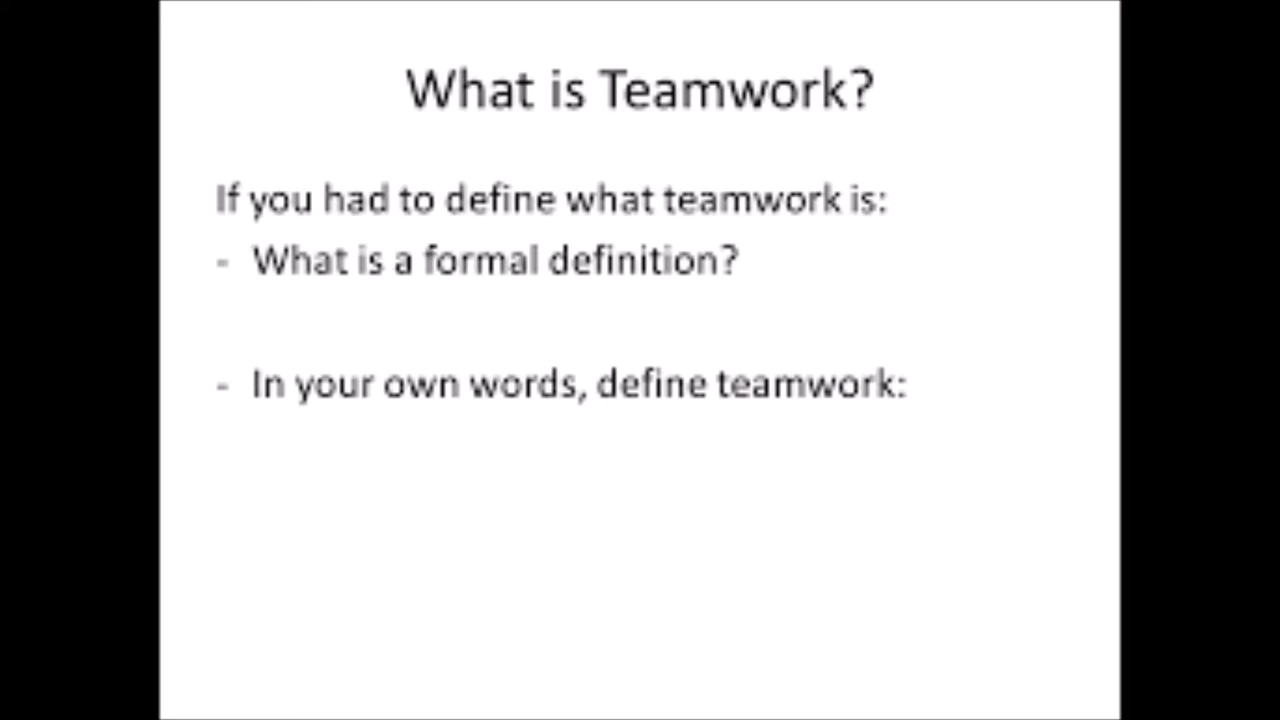 What is Teamwork?
If you had to define what teamwork is:
- What is a formal definition?
- In your own words, define teamwork: